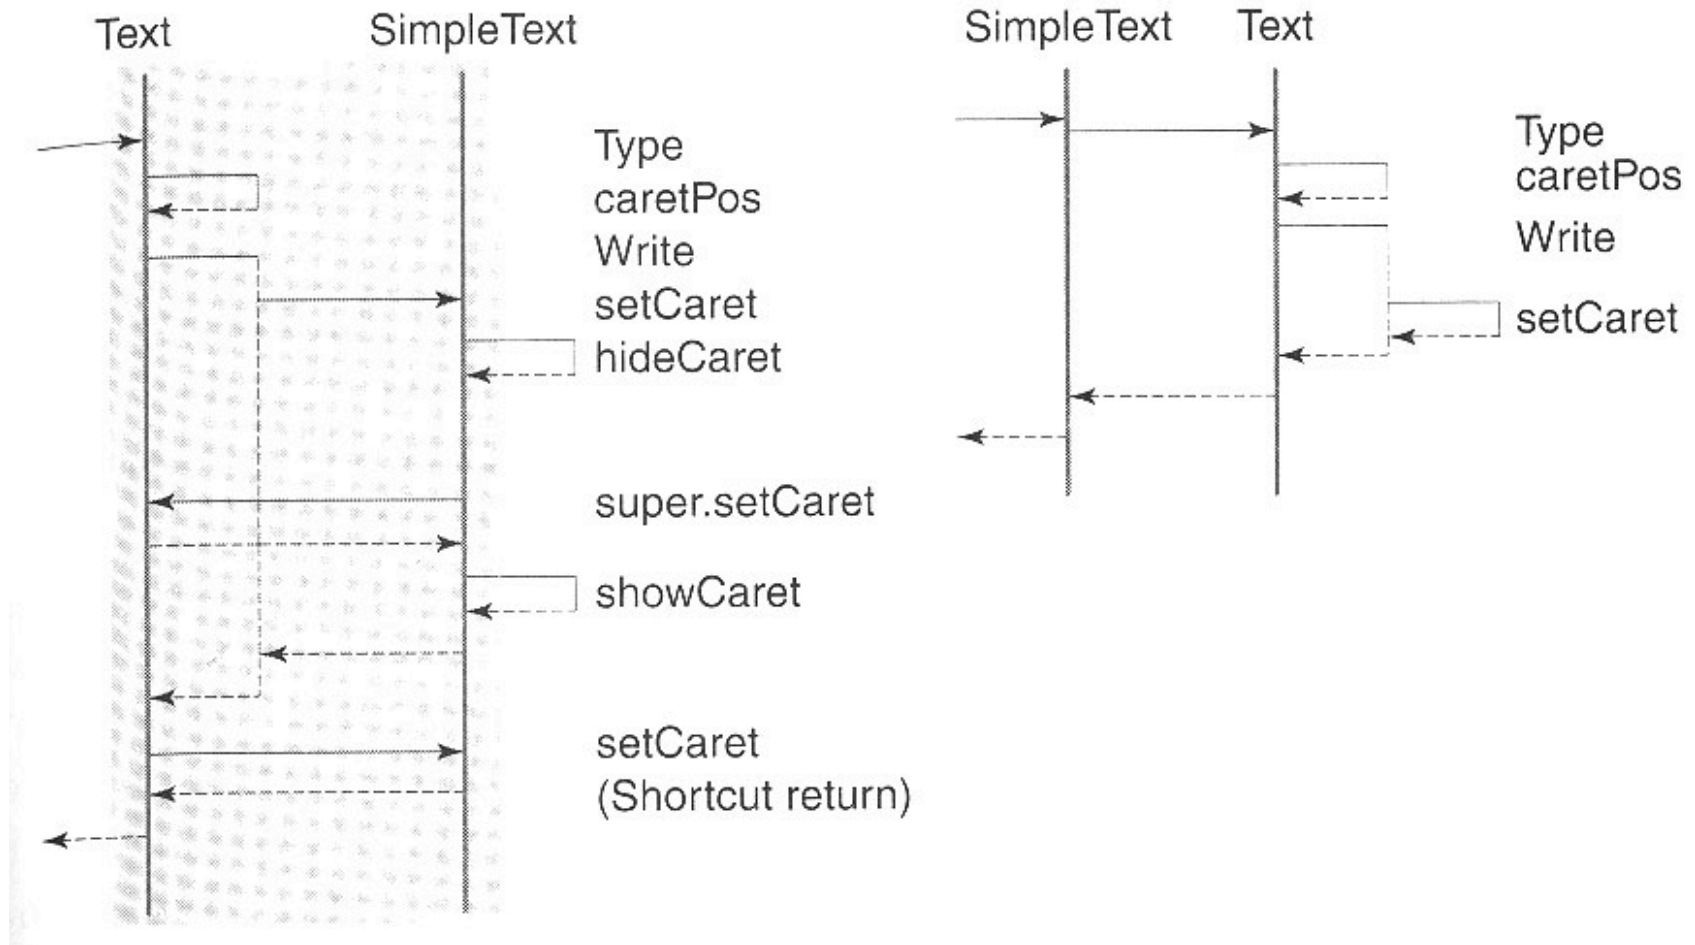 Text SimpleText
Type
caretPos
Write
setCaret
hideCaret
super.setCaret
showCaret
setCaret
(Shortcut return)
SimpleText Text
Type
caretPos
Write
setCaret